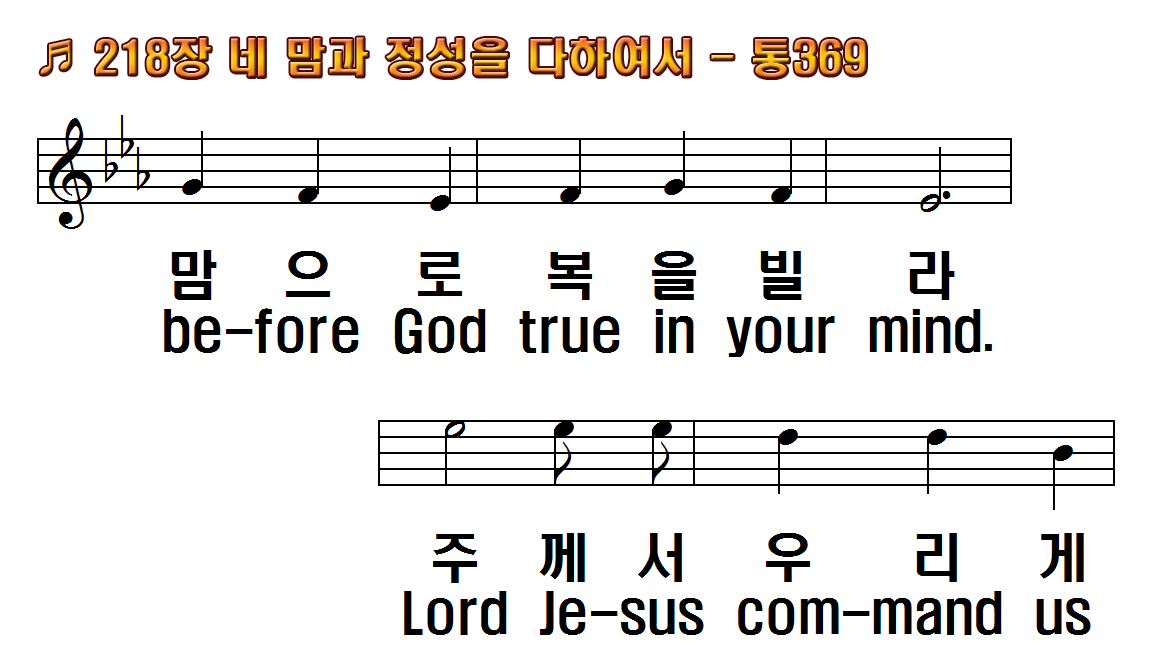 ♬ 218장 네 맘과 정성을 다하여서 - 통369
맘 으 로 복 을 빌 라
be-fore God true in your mind.
주 께 서 우 리 게
Lord Je-sus com-mand us